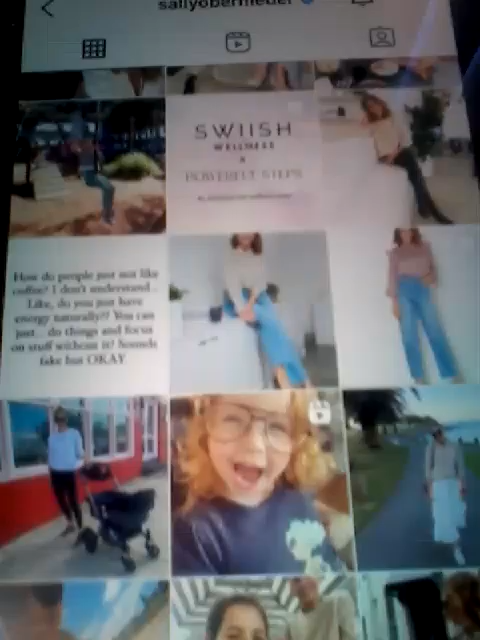 sallyobermeder
SWIISH
WELLNESS
x
POWERFUL STEPS
How do people just not like
coffee? I don't understand..
Like, do you just have
energy naturally?? You can
just.. do things and focus
on stuff without it? Sounds
fake but OKAY